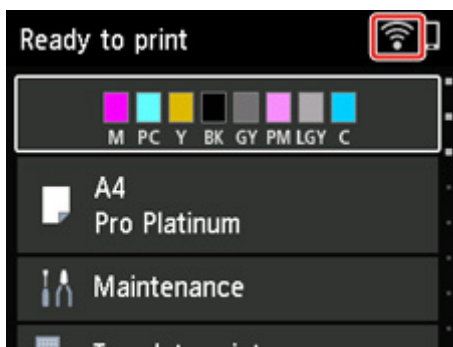 Ready to print
M PC Y BK GY PM LGY C
A4
Pro Platinum
Maintenance